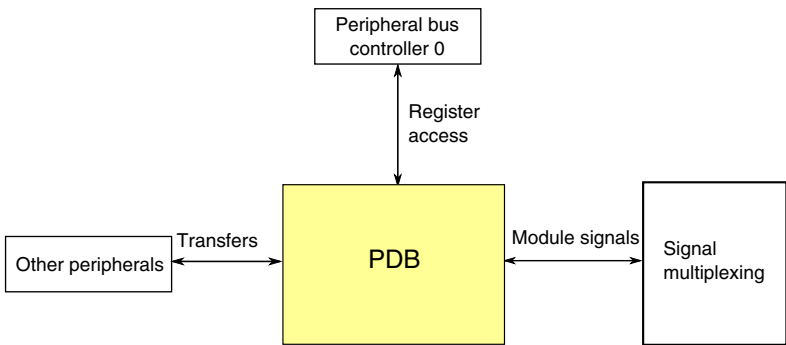 Peripheral bus
controller 0
Register
access
Transfers
Other peripherals
PDB
Module signals
Signal
multiplexing